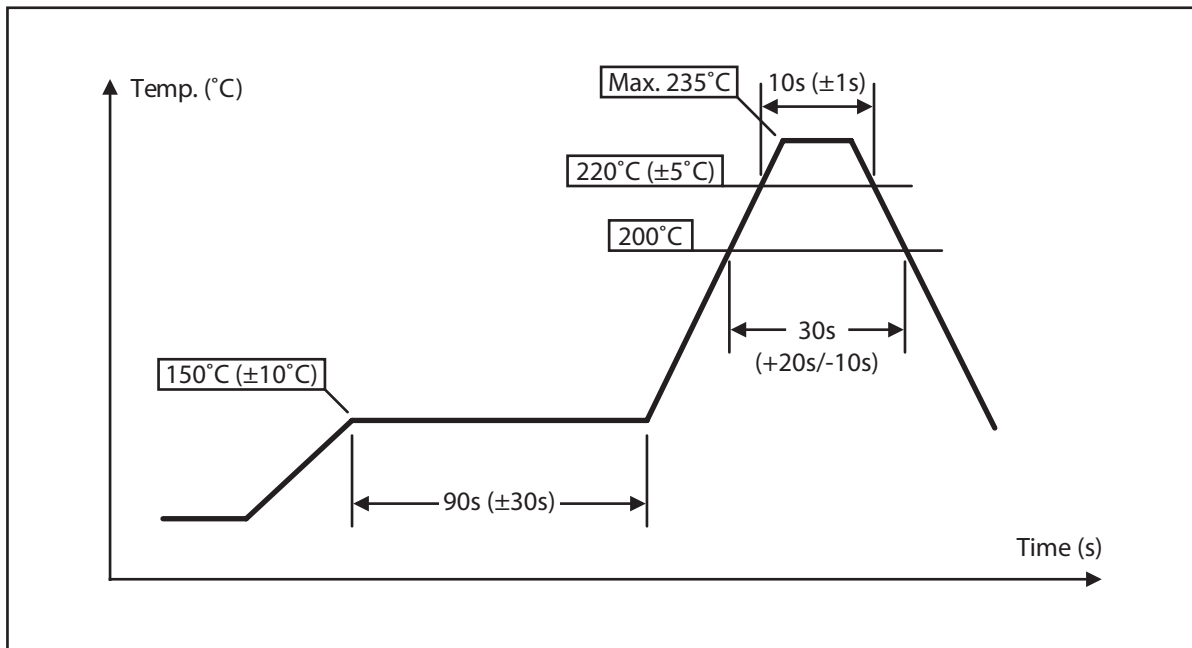 Temp. (˚C)
Max. 235˚C
10s (±1s)
220˚C (±5˚C)
200˚C
30s
(+20s/-10s)
150˚C (±10˚C)
90s (±30s)
Time (s)